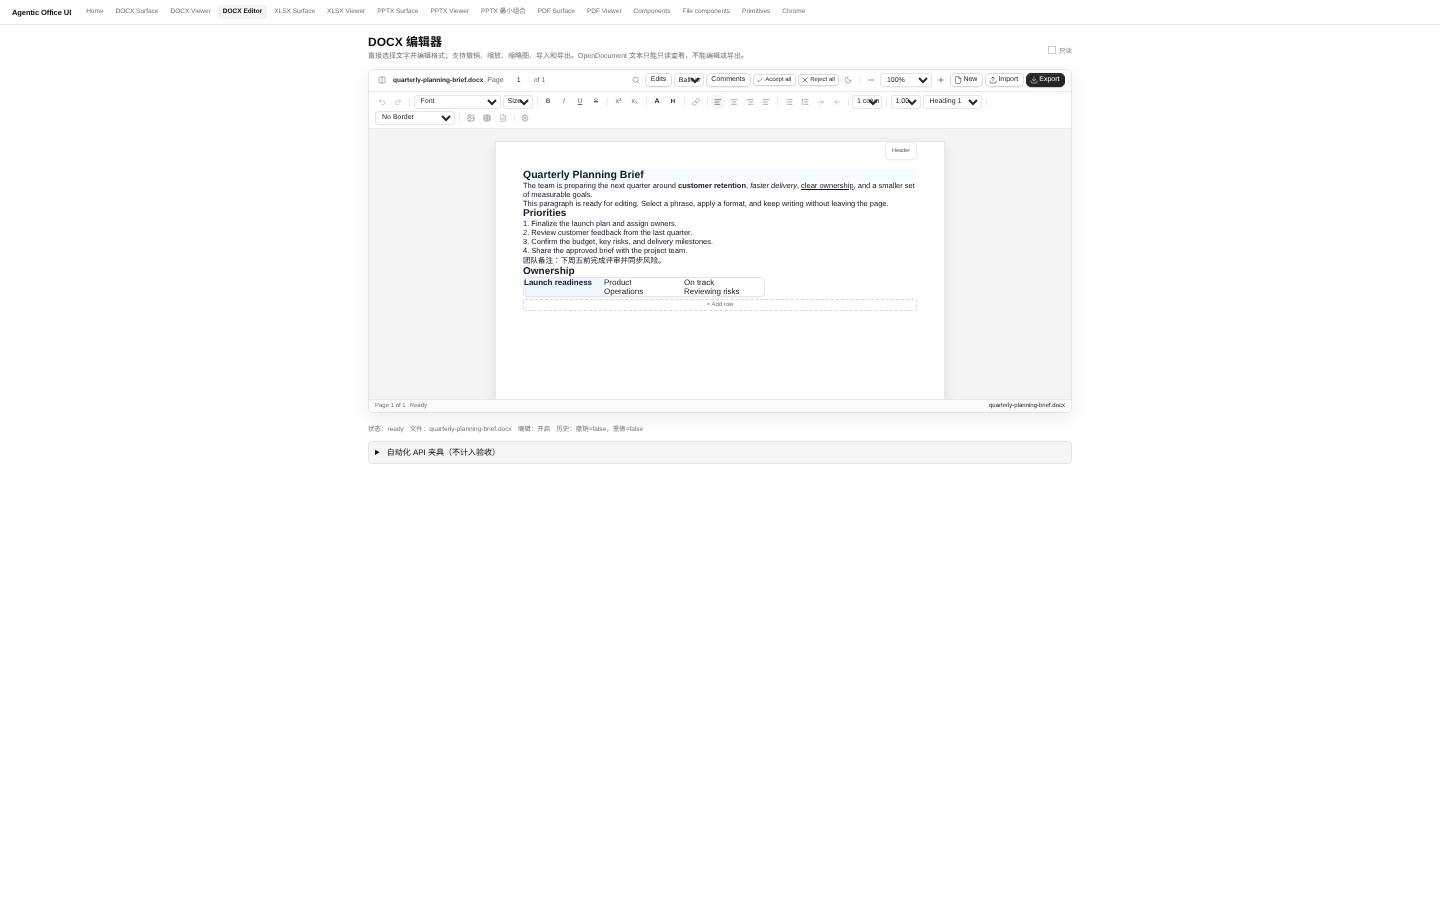 Agentic Office UI Home DOCX Surface DOCX Viewer DOCX Editor XLSX Surface XLSX Viewer PPTX Surface PPTX Viewer PPTX 最小组合 PDF Surface PDF Viewer Components File components Primitives Chrome
DOCX 编辑器
直接选择文字并编辑格式；支持撤销、缩放、缩略图、导入和导出。OpenDocument 文本只能只读查看，不能编辑或导出。
只读
quarterly-planning-brief.docx Page 1 of 1 Edits Comments Accept all Reject all 100% New Import Export
Font Size B I U S x² x₂ A H 1 1.00 Heading 1
No Border
Header
Quarterly Planning Brief
The team is preparing the next quarter around customer retention, faster delivery, clear ownership, and a smaller set
of measurable goals.
This paragraph is ready for editing. Select a phrase, apply a format, and keep writing without leaving the page.
Priorities
1. Finalize the launch plan and assign owners.
2. Review customer feedback from the last quarter.
3. Confirm the budget, key risks, and delivery milestones.
4. Share the approved brief with the project team.
团队备注：下周五前完成评审并同步风险。
Ownership
Launch readiness Product On track
Operations Reviewing risks
+ Add row
Page 1 of 1 Ready quarterly-planning-brief.docx
状态：ready 文件：quarterly-planning-brief.docx 编辑：开启 历史：撤销=false，重做=false
自动化 API 夹具（不计入验收）